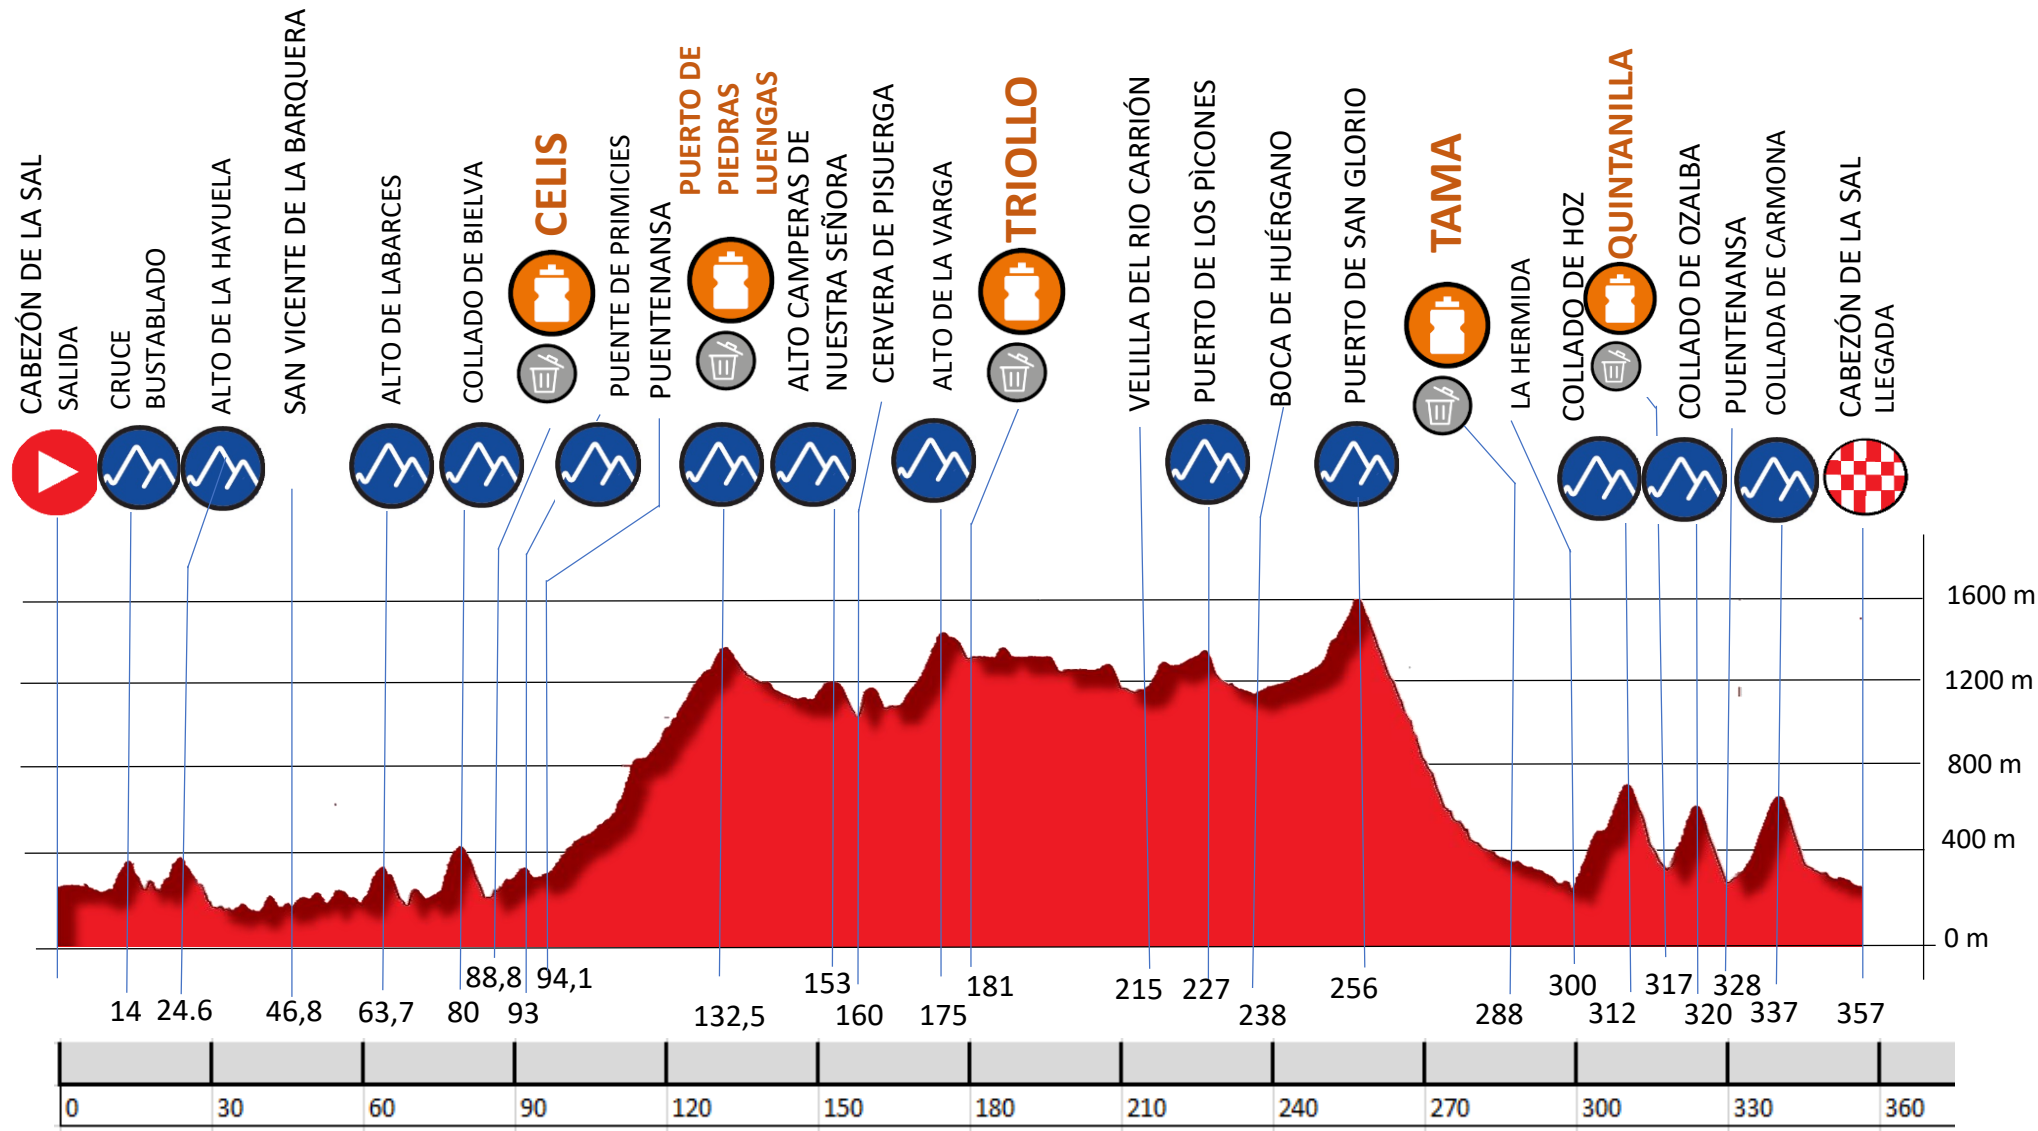 CABEZÓN DE LA SAL
SALIDA
CRUCE
BUSTABLADO
ALTO DE LA HAYUELA
SAN VICENTE DE LA BARQUERA
ALTO DE LABARCES
COLLADO DE BIELVA
CELIS
PUENTE DE PRIMICIES
PUENTENANSA
PUERTO DE
PIEDRAS
LUENGAS
ALTO CAMPERAS DE
NUESTRA SEÑORA
CERVERA DE PISUERGA
ALTO DE LA VARGA
TRIOLLO
VELILLA DEL RIO CARRIÓN
PUERTO DE LOS PÌCONES
BOCA DE HUÉRGANO
PUERTO DE SAN GLORIO
TAMA
LA HERMIDA
COLLADO DE HOZ
QUINTANILLA
COLLADO DE OZALBA
PUENTENANSA
COLLADA DE CARMONA
CABEZÓN DE LA SAL
LLEGADA
1600 m
1200 m
800 m
400 m
0 m
14
24.6
46,8
63,7
80
88,8
93
94,1
132,5
153
160
175
181
215
227
238
256
288
300
312
317
320
328
337
357
0
30
60
90
120
150
180
210
240
270
300
330
360